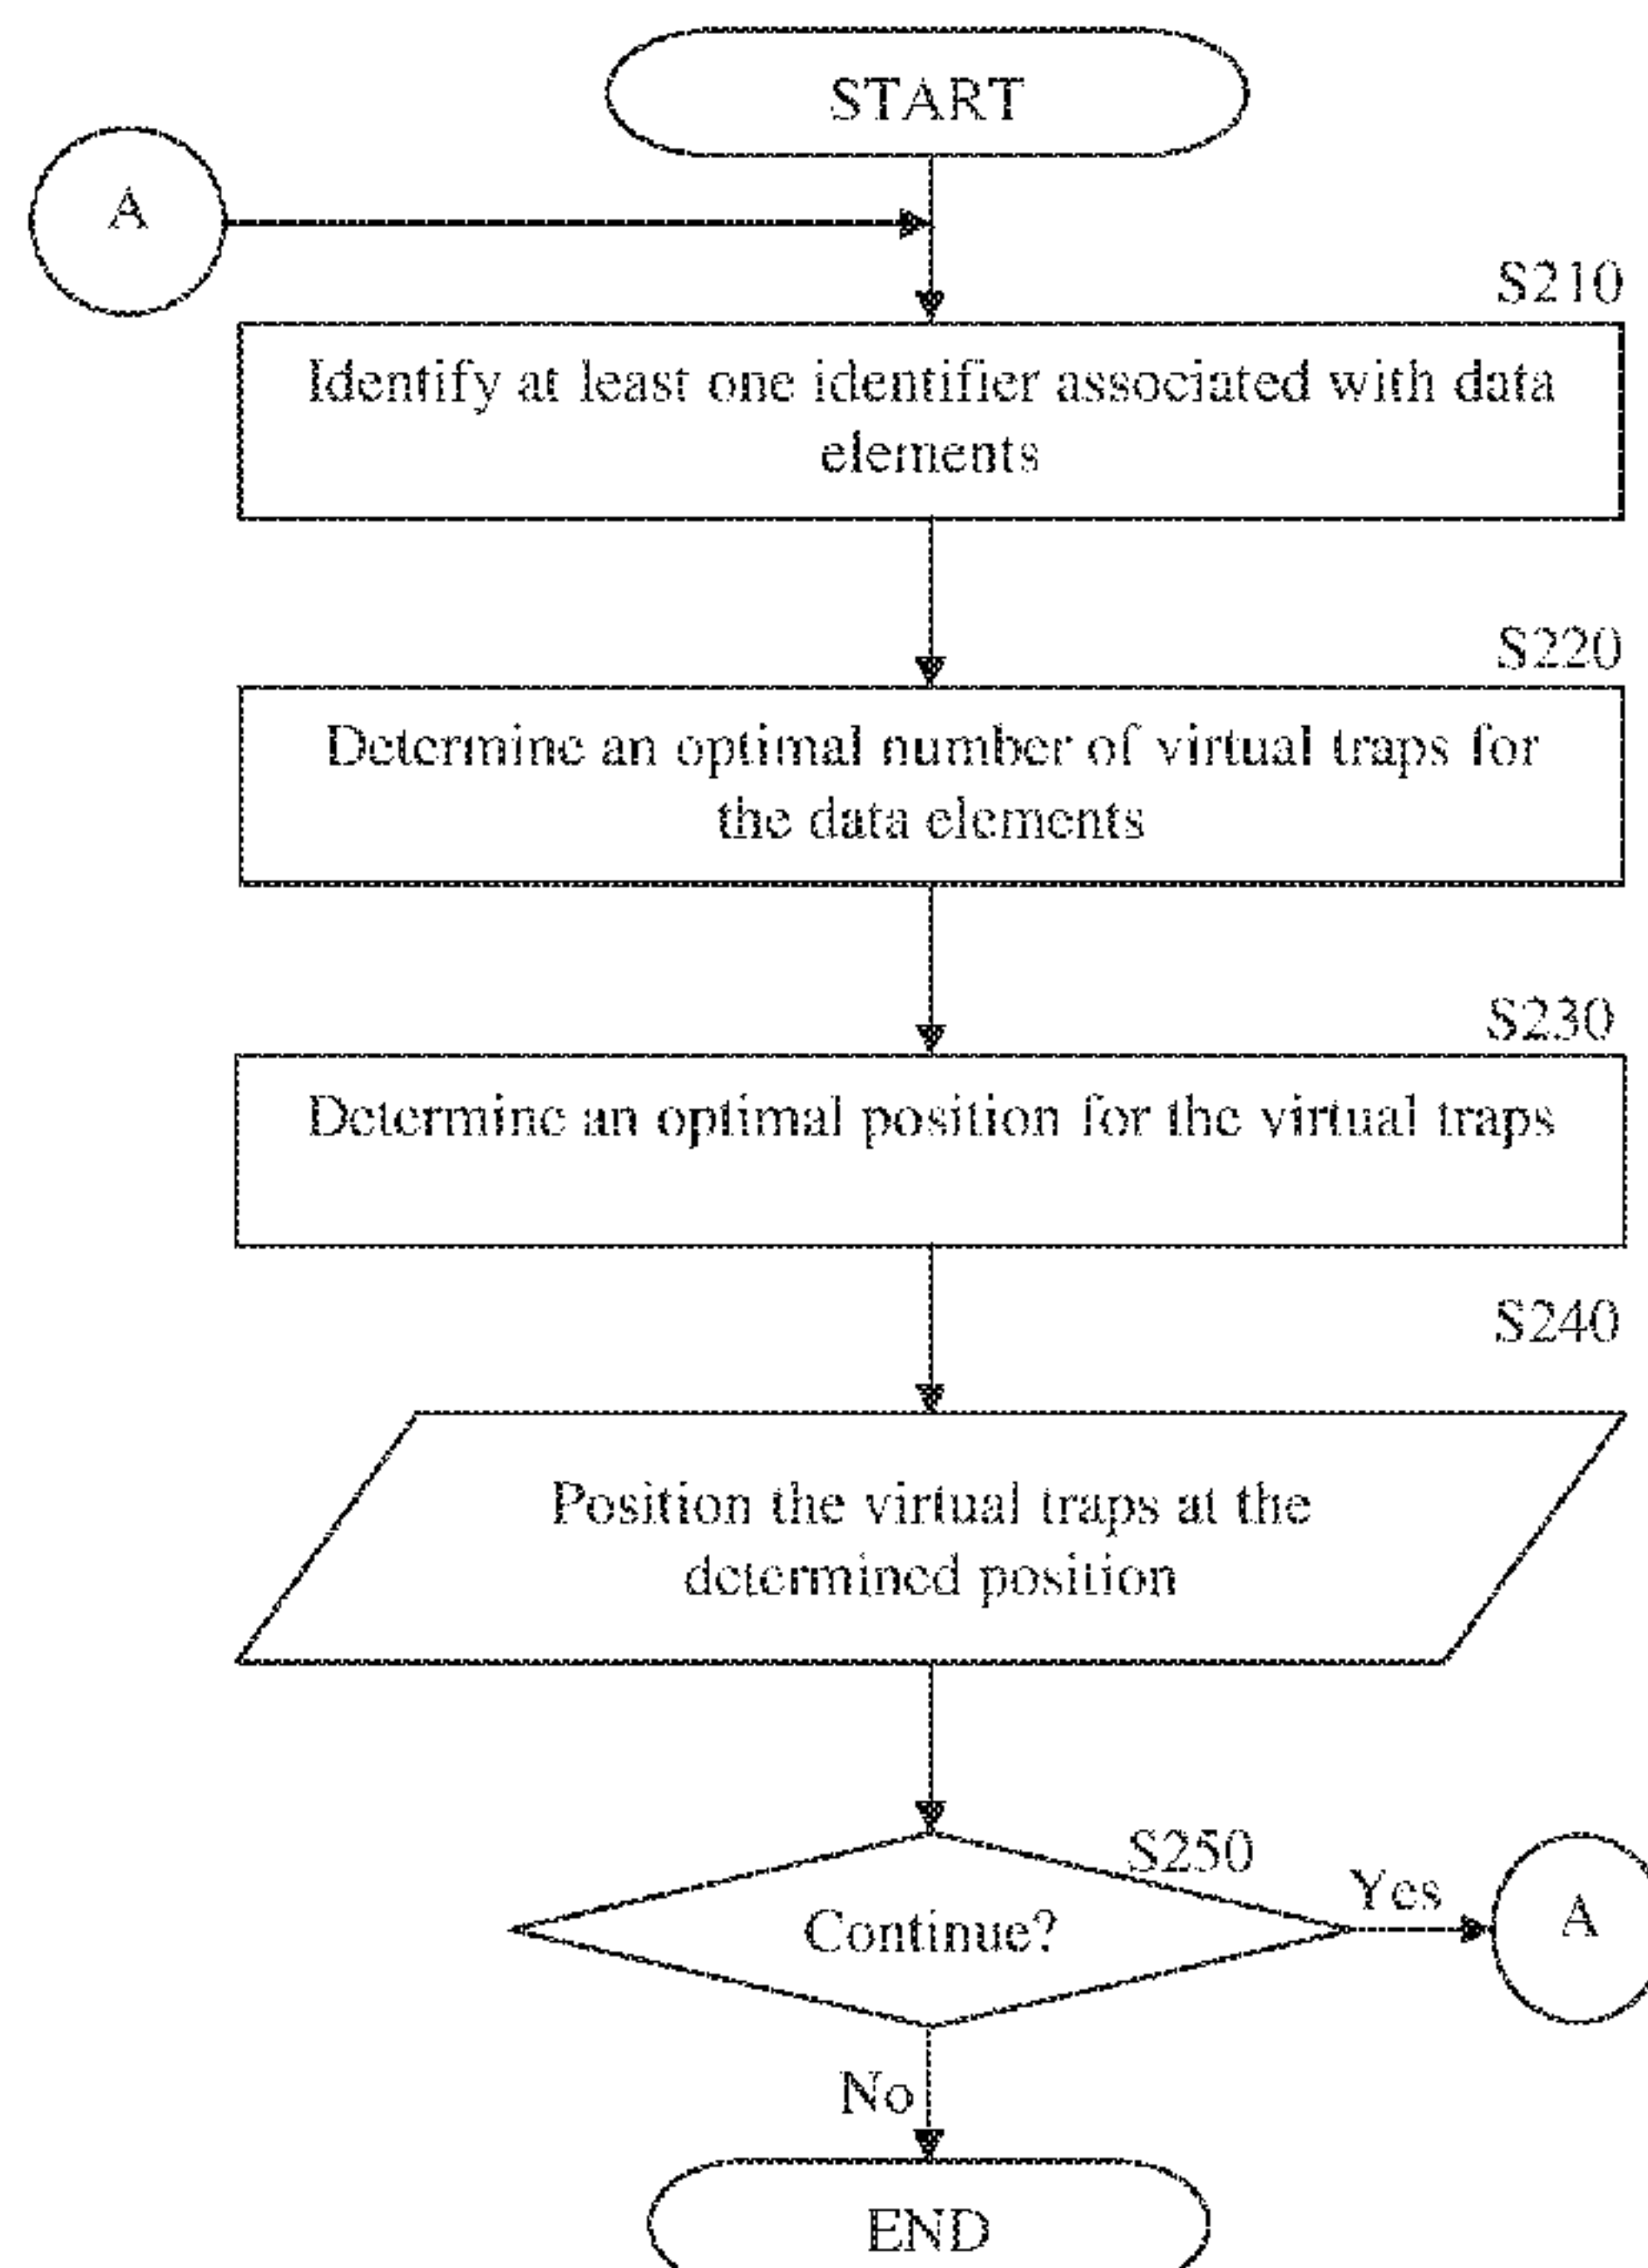 START
A
S210
Identify at least one identifier associated with data
elements
S220
Determine an optimal number of virtual traps for
the data elements
S230
Determine an optimal position for the virtual traps
S240
Position the virtual traps at the
determined position
S250
Continue?
Yes
A
No
END